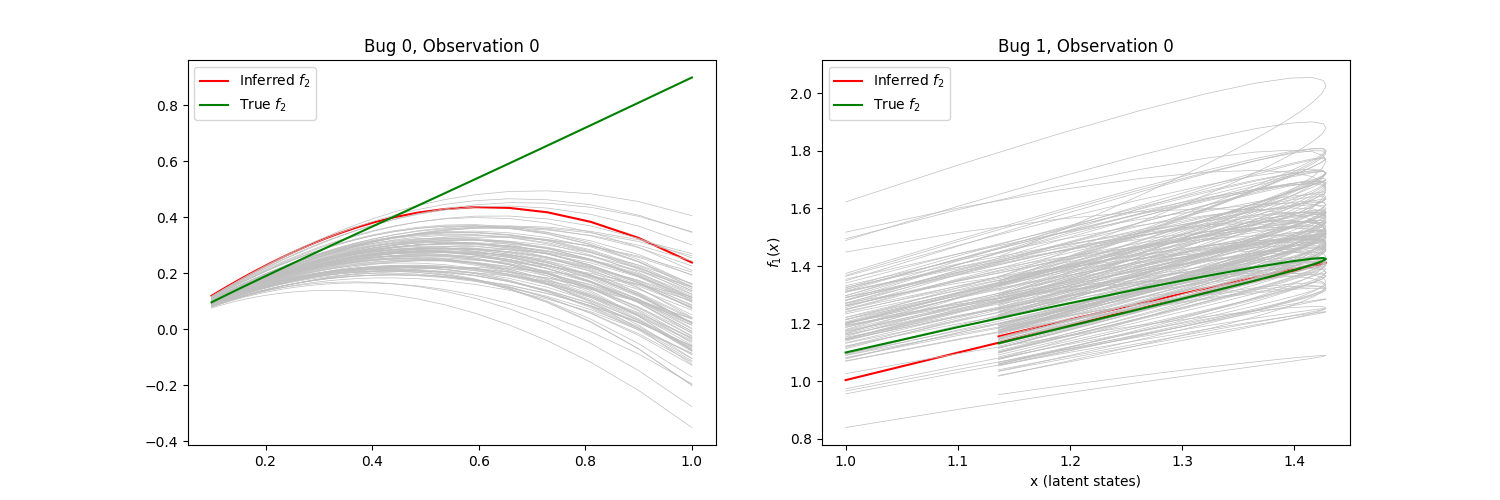 Bug 0, Observation 0
Inferred f₂
True f₂
0.8
0.6
0.4
0.2
0.0
−0.2
−0.4
0.2 0.4 0.6 0.8 1.0
Bug 1, Observation 0
Inferred f₂
True f₂
2.0
1.8
1.6
1.4
1.2
1.0
0.8
f₁(x)
1.0 1.1 1.2 1.3 1.4
x (latent states)